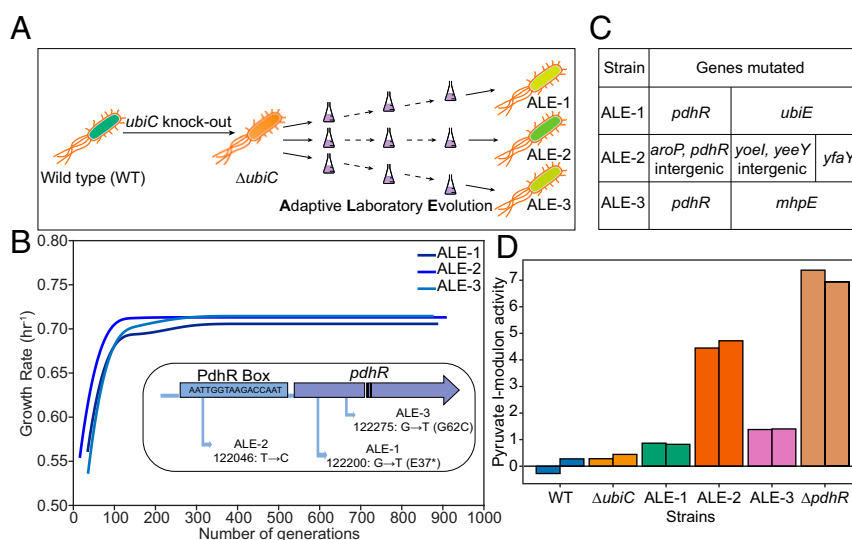 A
ubiC knock-out
Wild type (WT)
ΔubiC
ALE-1
ALE-2
ALE-3
Adaptive Laboratory Evolution
C
Strain Genes mutated
ALE-1 pdhR ubiE
ALE-2 aroP, pdhR intergenic yoeI, yeeY intergenic yfaY
ALE-3 pdhR mhpE
B
Growth Rate (hr⁻¹)
0.80
0.75
0.70
0.65
0.60
0.55
0.50
0 100 200 300 400 500 600 700 800 900 1000
Number of generations
ALE-1
ALE-2
ALE-3
PdhR Box
pdhR
AATTGGTAAGACCAAT
ALE-3
122275: G→T (G62C)
ALE-2
122046: T→C
ALE-1
122200: G→T (E37*)
D
Pyruvate I-modulon activity
7
6
5
4
3
2
1
0
WT ΔubiC ALE-1 ALE-2 ALE-3 ΔpdhR
Strains